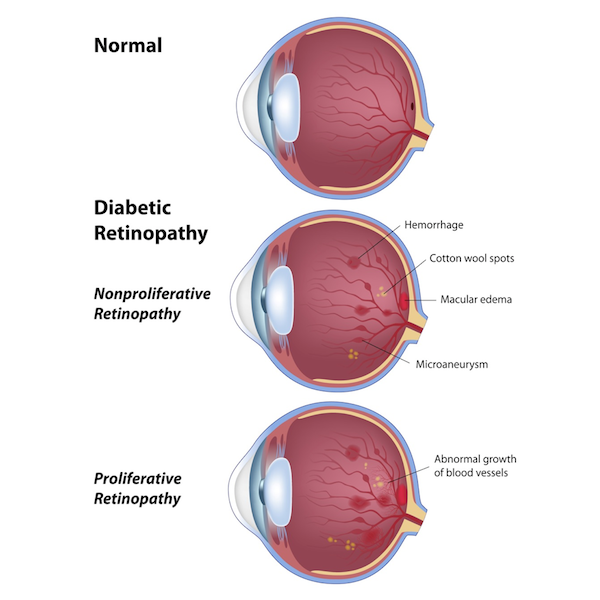 Normal
Diabetic
Retinopathy
Hemorrhage
Cotton wool spots
Nonproliferative
Retinopathy
Macular edema
Microaneurysm
Proliferative
Retinopathy
Abnormal growth
of blood vessels